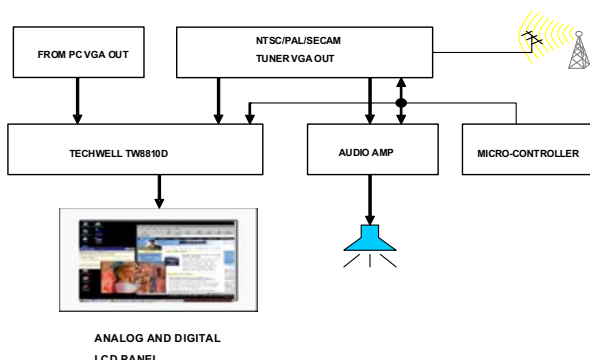 FROM PC VGA OUT
NTSC/PAL/SECAM
TUNER VGA OUT
TECHWELL TW8810D
AUDIO AMP
MICRO-CONTROLLER
ANALOG AND DIGITAL
LCD PANEL